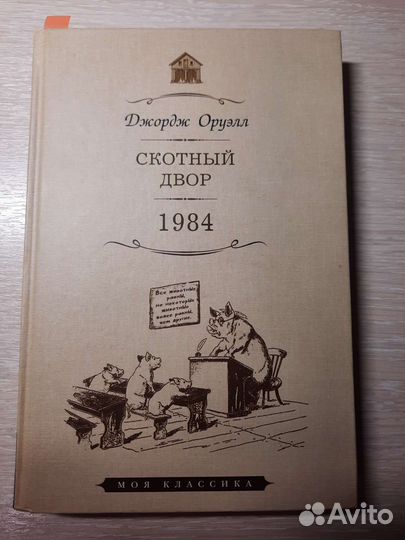 Джордж Оруэлл
СКОТНЫЙ
ДВОР
1984
Все животные
равны,
но некоторые
животные
более равны,
чем другие.
МОЯ КЛАССИКА
Avito